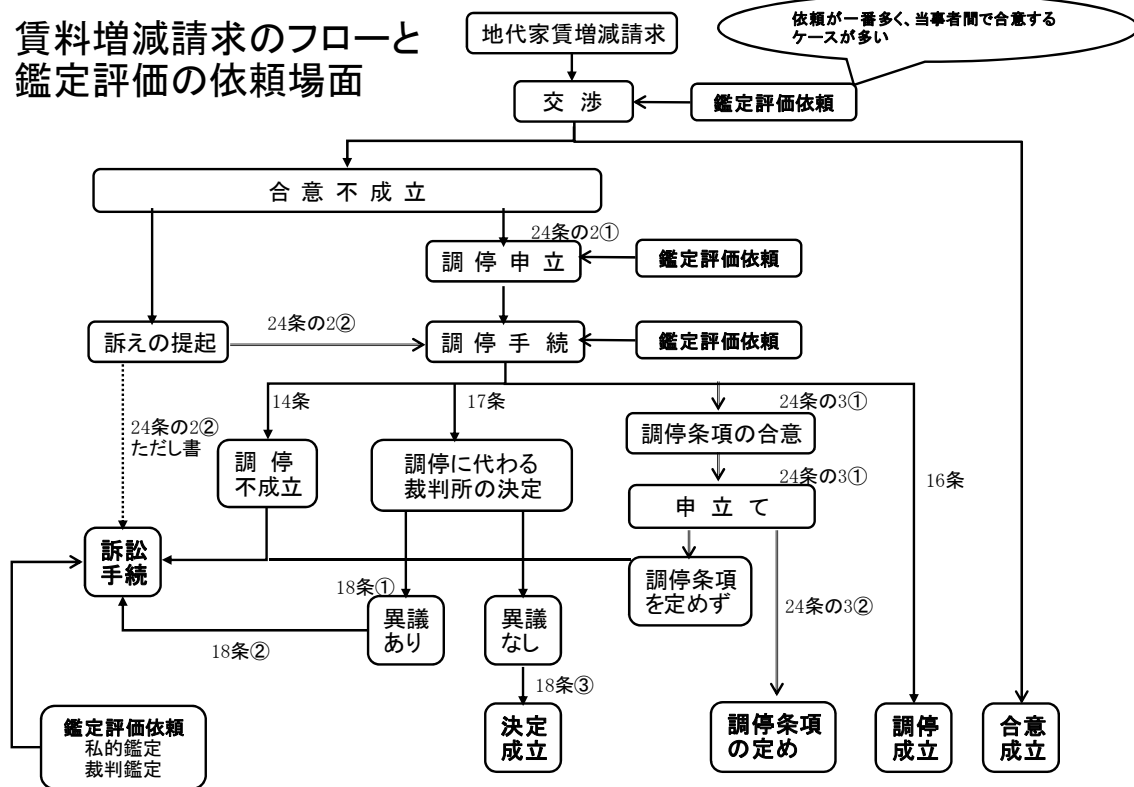 賃料増減請求のフローと
鑑定評価の依頼場面
地代家賃増減請求
依頼が一番多く、当事者間で合意する
ケースが多い
交 渉
鑑定評価依頼
合 意 不 成 立
24条の2①
調 停 申 立
鑑定評価依頼
訴えの提起
24条の2②
調 停 手 続
鑑定評価依頼
14条
17条
24条の3①
24条の2②
ただし書
調 停
不成立
調停に代わる
裁判所の決定
調停条項の合意
24条の3①
16条
申 立 て
訴訟
手続
調停条項
を定めず
18条①
24条の3②
異議
あり
異議
なし
18条②
18条③
鑑定評価依頼
私的鑑定
裁判鑑定
決定
成立
調停条項
の定め
調停
成立
合意
成立